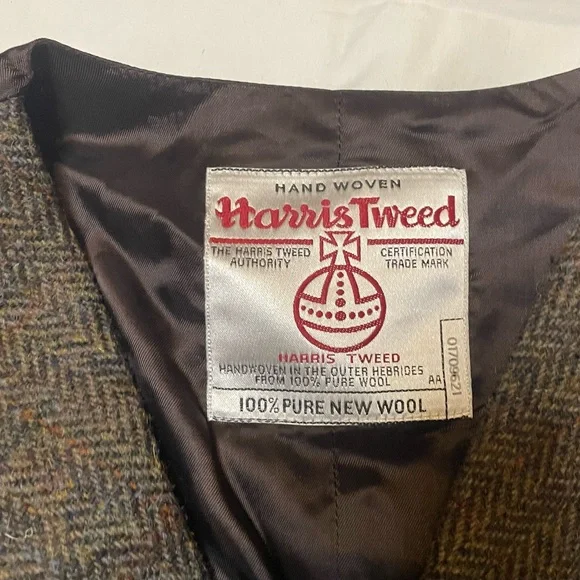 HAND WOVEN
Harris Tweed
THE HARRIS TWEED AUTHORITY
CERTIFICATION TRADE MARK
HARRIS TWEED
HANDWOVEN IN THE OUTER HEBRIDES
FROM 100% PURE WOOL AA
01709621
100% PURE NEW WOOL